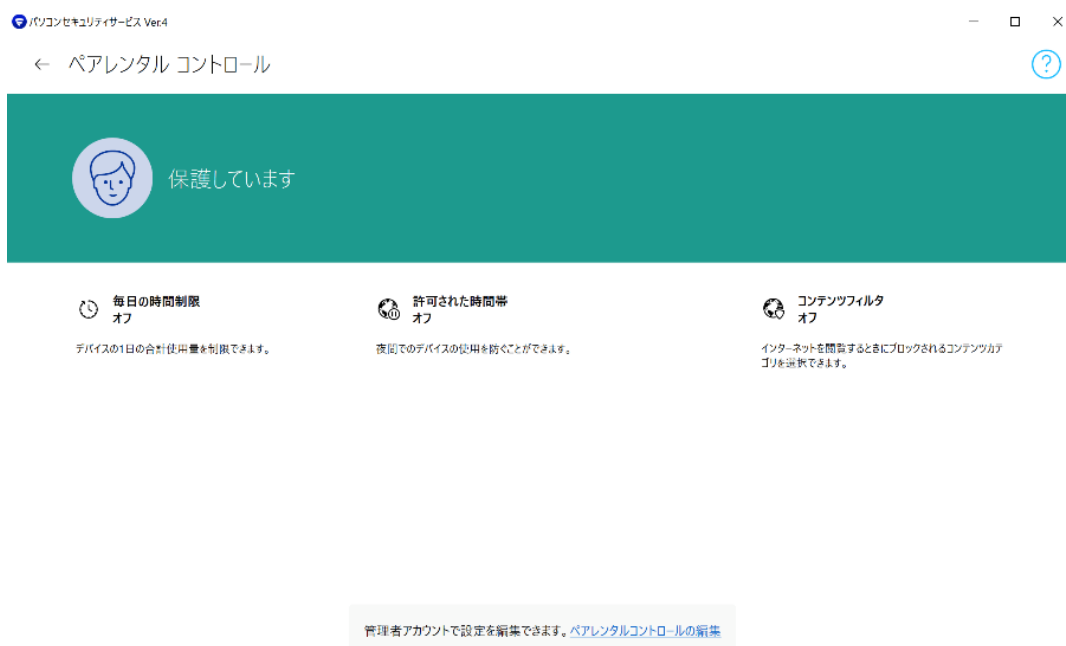 パソコンセキュリティサービス Ver.4
← ペアレンタル コントロール
?
保護しています
毎日の時間制限
オフ
デバイスの1日の合計使用量を制限できます。
許可された時間帯
オフ
夜間でのデバイスの使用を防ぐことができます。
コンテンツフィルタ
オフ
インターネットを閲覧するときにブロックされるコンテンツカテ
ゴリを選択できます。
管理者アカウントで設定を編集できます。ペアレンタルコントロールの編集